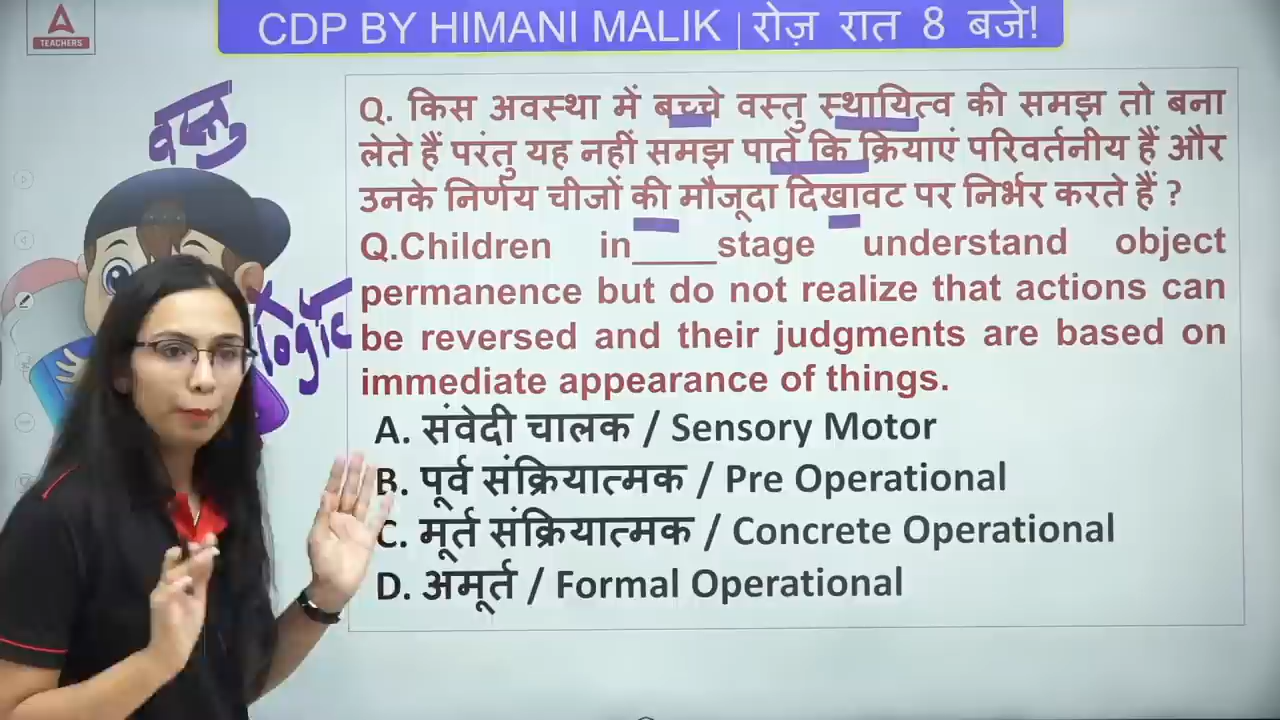 TEACHERS
CDP BY HIMANI MALIK | रोज़ रात 8 बजे!
वस्तु
logic
Q. किस अवस्था में बच्चे वस्तु स्थायित्व की समझ तो बना
लेते हैं परंतु यह नहीं समझ पाते कि क्रियाएं परिवर्तनीय हैं और
उनके निर्णय चीजों की मौजूदा दिखावट पर निर्भर करते हैं ?
Q.Children in____stage understand object
permanence but do not realize that actions can
be reversed and their judgments are based on
immediate appearance of things.
A. संवेदी चालक / Sensory Motor
B. पूर्व संक्रियात्मक / Pre Operational
C. मूर्त संक्रियात्मक / Concrete Operational
D. अमूर्त / Formal Operational